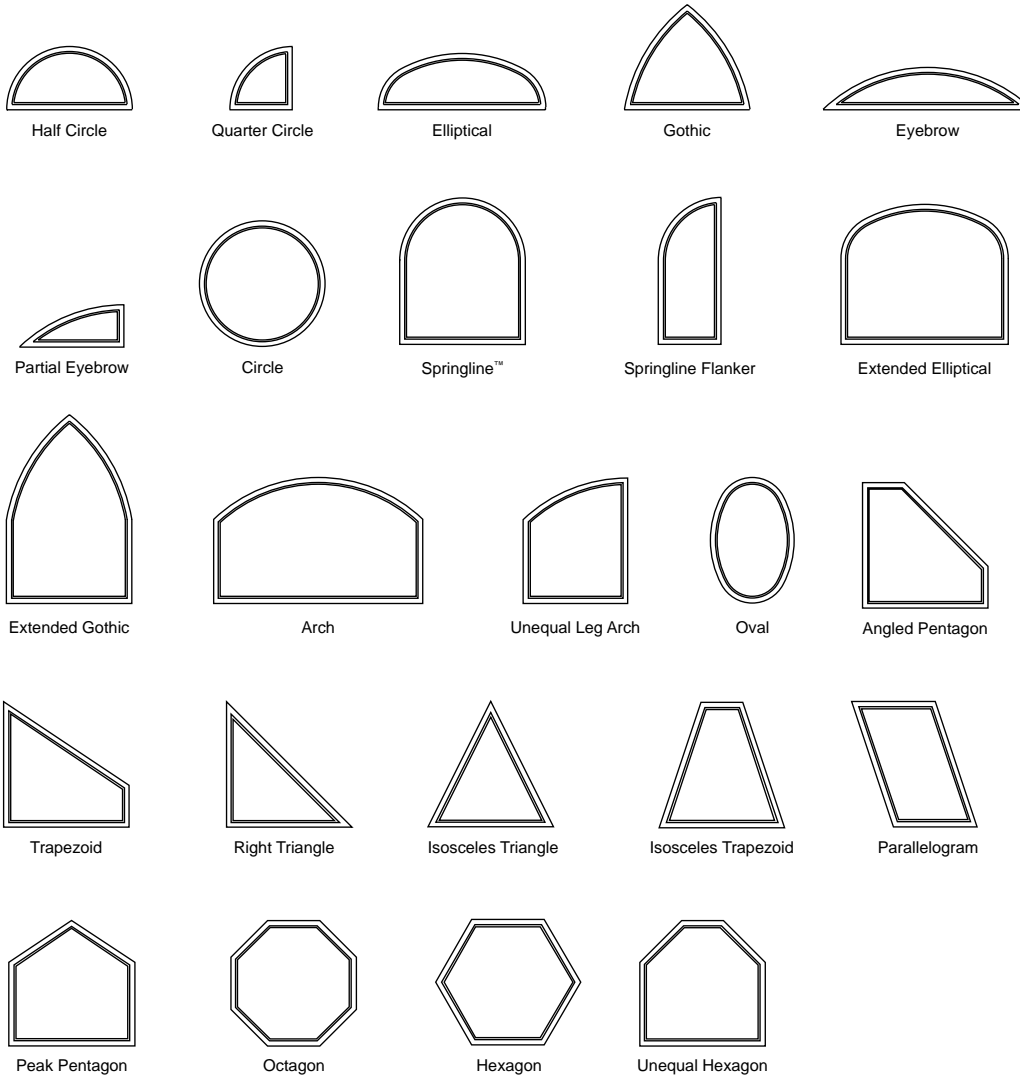 Half Circle
Quarter Circle
Elliptical
Gothic
Eyebrow
Partial Eyebrow
Circle
Springline™
Springline Flanker
Extended Elliptical
Extended Gothic
Arch
Unequal Leg Arch
Oval
Angled Pentagon
Trapezoid
Right Triangle
Isosceles Triangle
Isosceles Trapezoid
Parallelogram
Peak Pentagon
Octagon
Hexagon
Unequal Hexagon